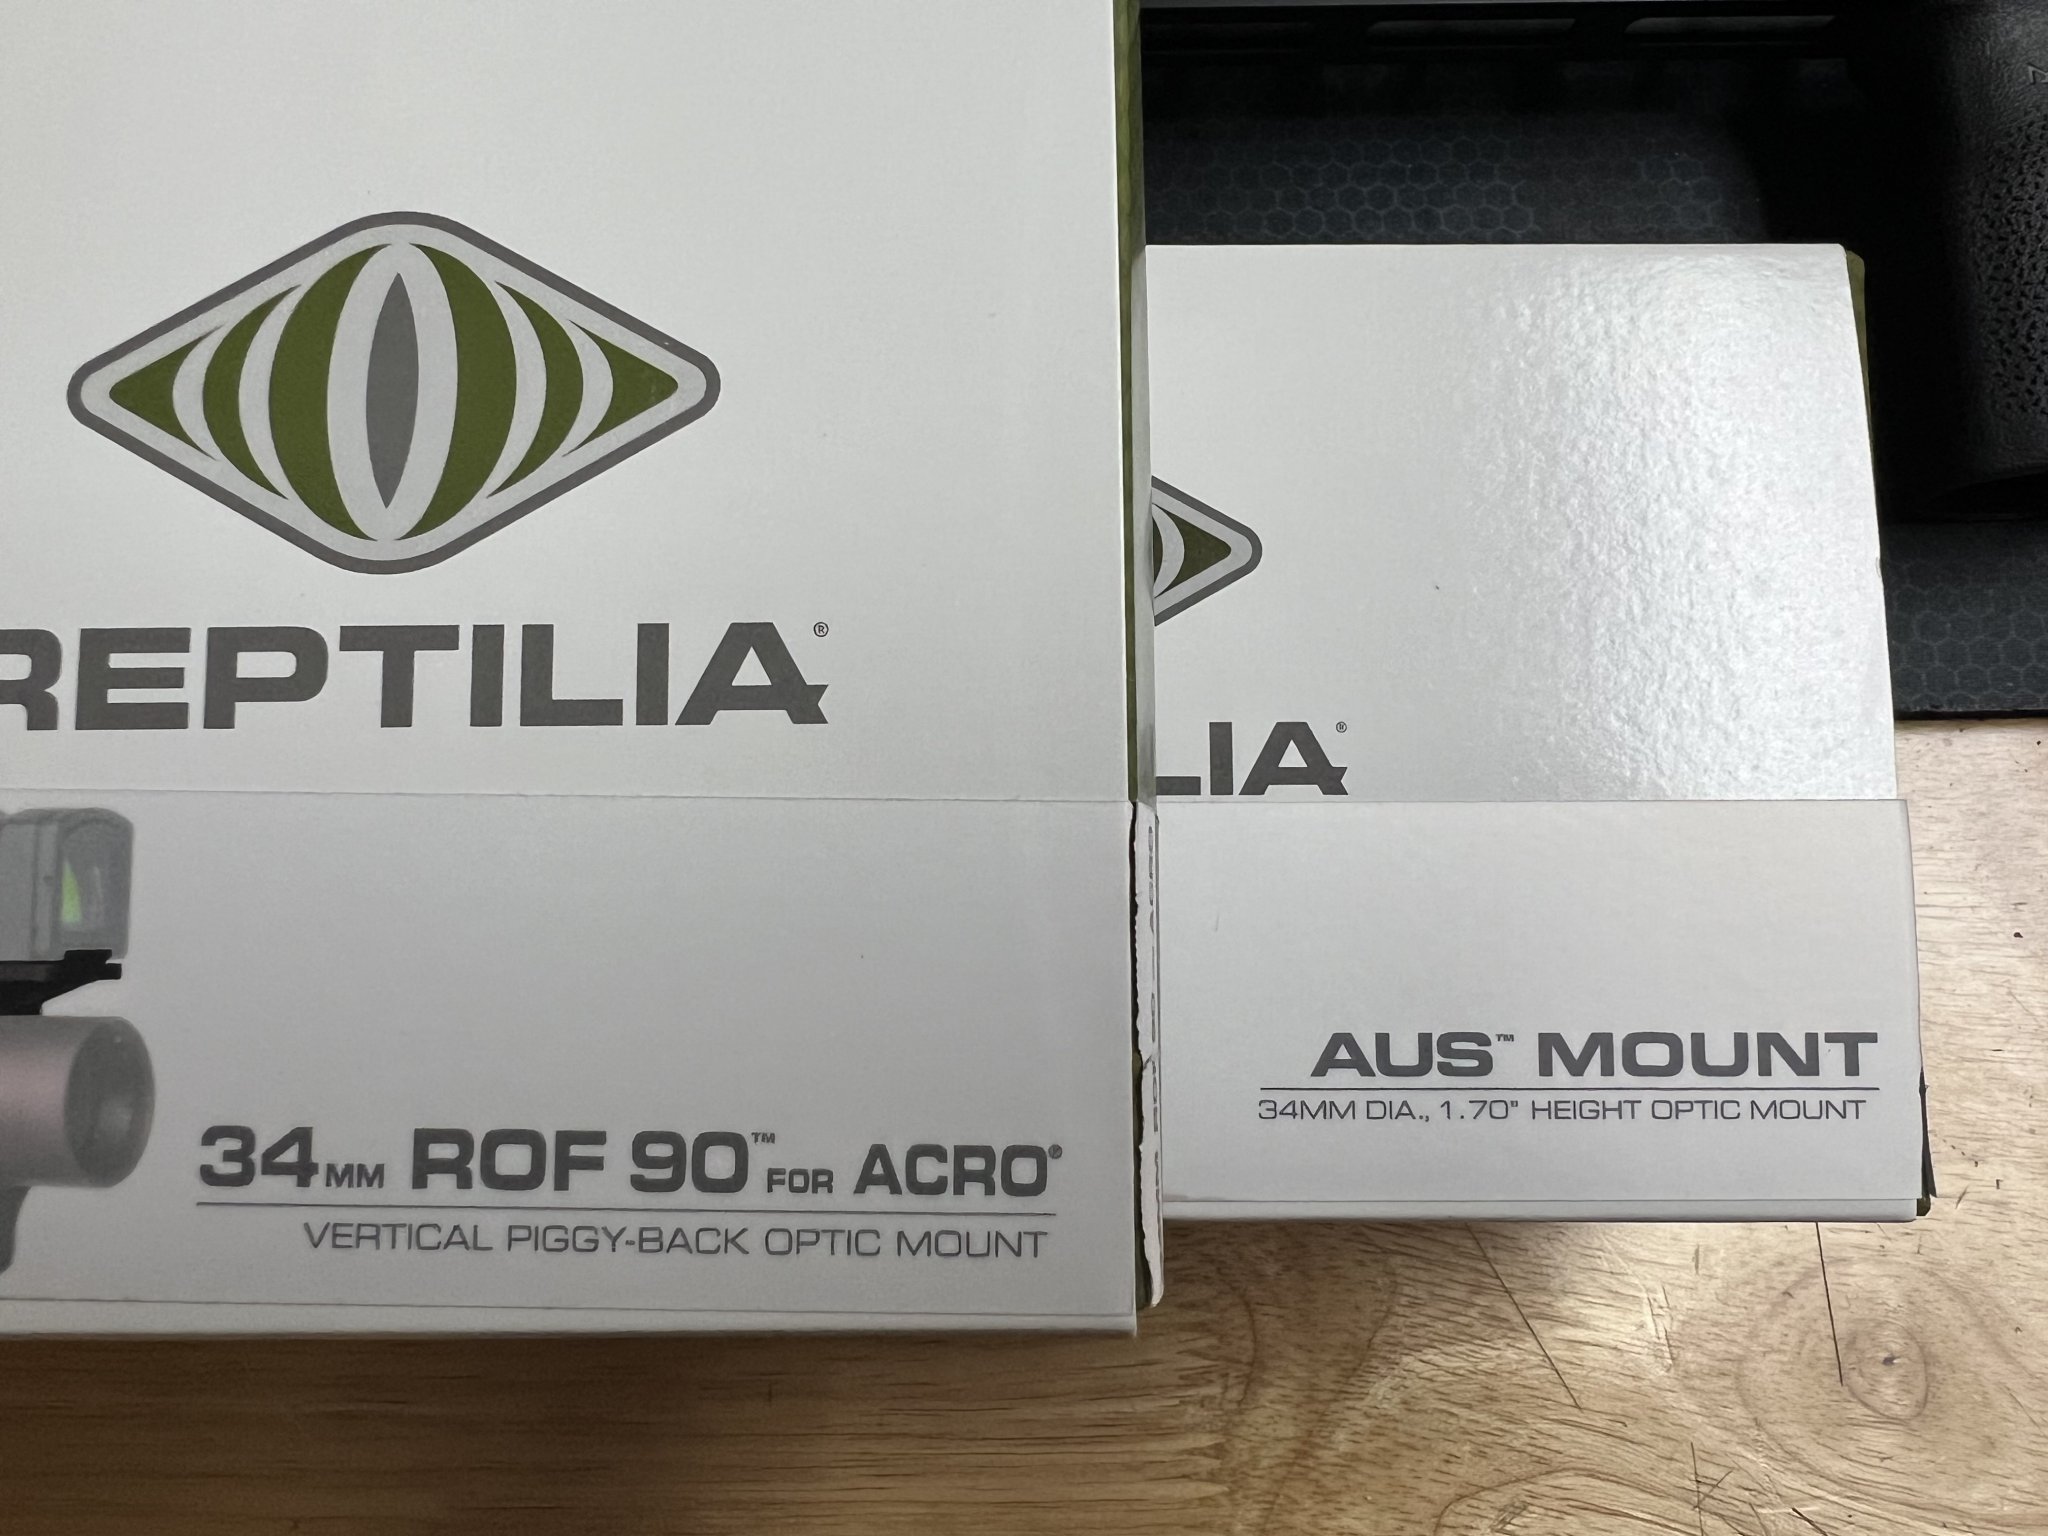 REPTILIA®
34MM ROF 90™ FOR ACRO®
VERTICAL PIGGY-BACK OPTIC MOUNT
LIA®
AUS™ MOUNT
34MM DIA., 1.70" HEIGHT OPTIC MOUNT